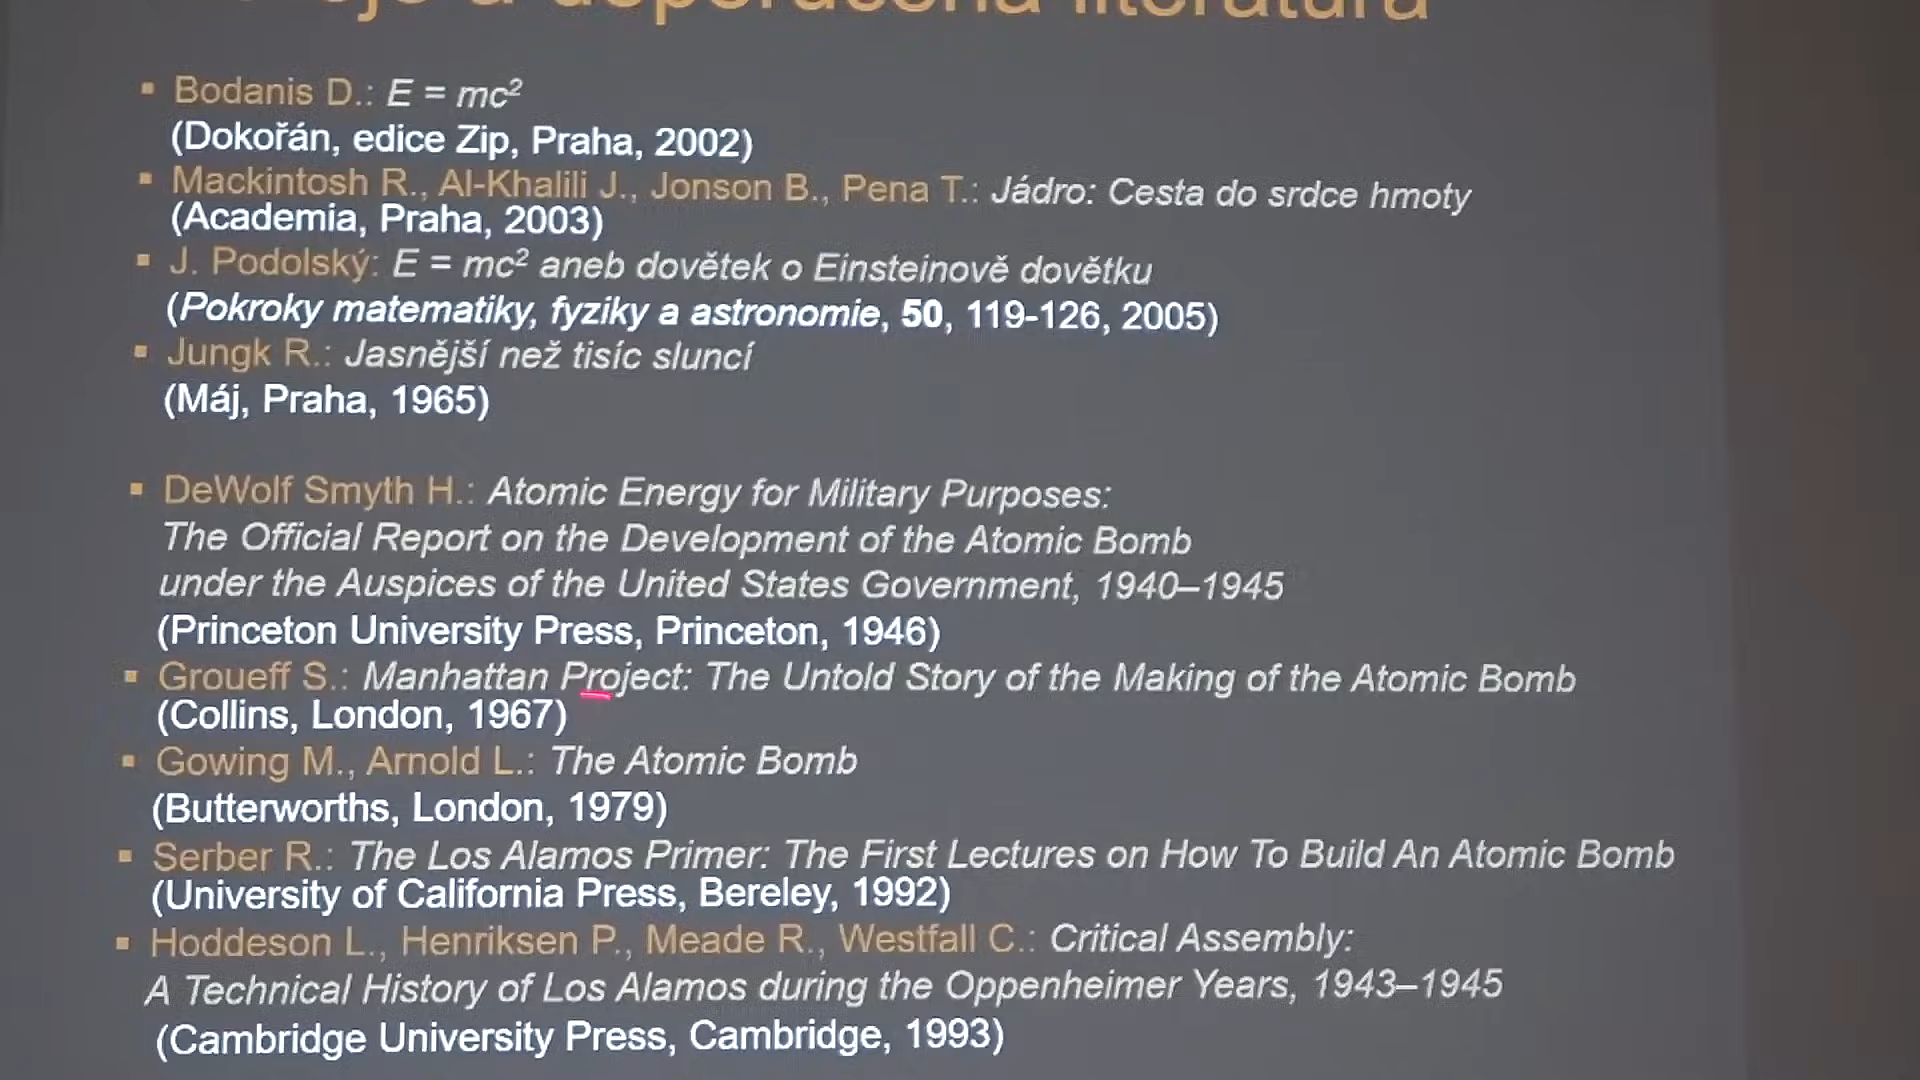 a doporučená literatura
▪ Bodanis D.: E = mc²
(Dokořán, edice Zip, Praha, 2002)
▪ Mackintosh R., Al-Khalili J., Jonson B., Pena T.: Jádro: Cesta do srdce hmoty
(Academia, Praha, 2003)
▪ J. Podolský: E = mc² aneb dovětek o Einsteinově dovětku
(Pokroky matematiky, fyziky a astronomie, 50, 119-126, 2005)
▪ Jungk R.: Jasnější než tisíc sluncí
(Máj, Praha, 1965)
▪ DeWolf Smyth H.: Atomic Energy for Military Purposes:
The Official Report on the Development of the Atomic Bomb
under the Auspices of the United States Government, 1940–1945
(Princeton University Press, Princeton, 1946)
▪ Groueff S.: Manhattan Project: The Untold Story of the Making of the Atomic Bomb
(Collins, London, 1967)
▪ Gowing M., Arnold L.: The Atomic Bomb
(Butterworths, London, 1979)
▪ Serber R.: The Los Alamos Primer: The First Lectures on How To Build An Atomic Bomb
(University of California Press, Bereley, 1992)
▪ Hoddeson L., Henriksen P., Meade R., Westfall C.: Critical Assembly:
A Technical History of Los Alamos during the Oppenheimer Years, 1943–1945
(Cambridge University Press, Cambridge, 1993)